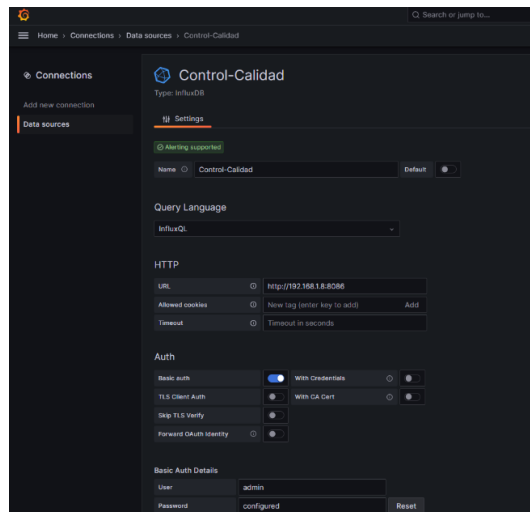 Search or jump to...
Home › Connections › Data sources › Control-Calidad
Connections
Add new connection
Data sources
Control-Calidad
Type: InfluxDB
Settings
Alerting supported
Name Control-Calidad Default
Query Language
InfluxQL
HTTP
URL http://192.168.1.8:8086
Allowed cookies New tag (enter key to add) Add
Timeout Timeout in seconds
Auth
Basic auth With Credentials
TLS Client Auth With CA Cert
Skip TLS Verify
Forward OAuth Identity
Basic Auth Details
User admin
Password configured Reset